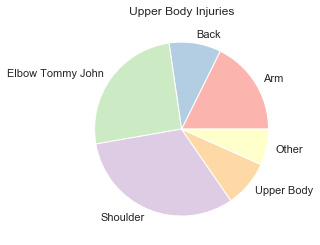 Upper Body Injuries
Back
Arm
Elbow Tommy John
Other
Upper Body
Shoulder